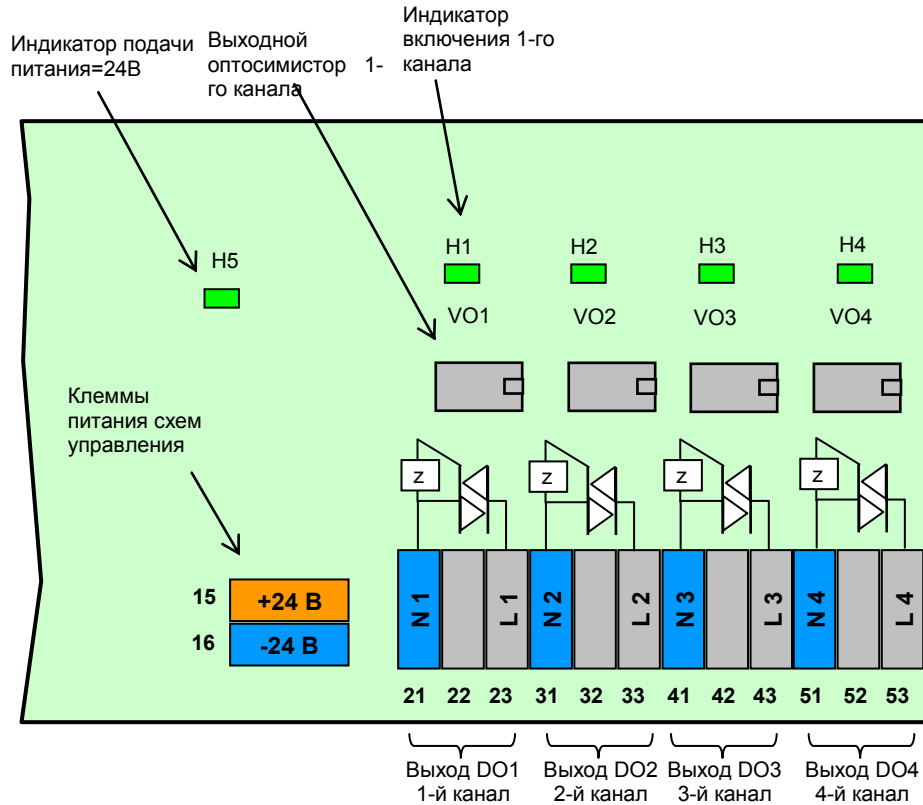 Индикатор подачи
питания=24В
Выходной
оптосимистор 1-
го канала
Индикатор
включения 1-го
канала
H5
H1
H2
H3
H4
VO1
VO2
VO3
VO4
Клеммы
питания схем
управления
z
z
z
z
15
+24 В
16
-24 В
N 1
L 1
N 2
L 2
N 3
L 3
N 4
L 4
21 22 23 31 32 33 41 42 43 51 52 53
Выход DO1
1-й канал
Выход DO2
2-й канал
Выход DO3
3-й канал
Выход DO4
4-й канал